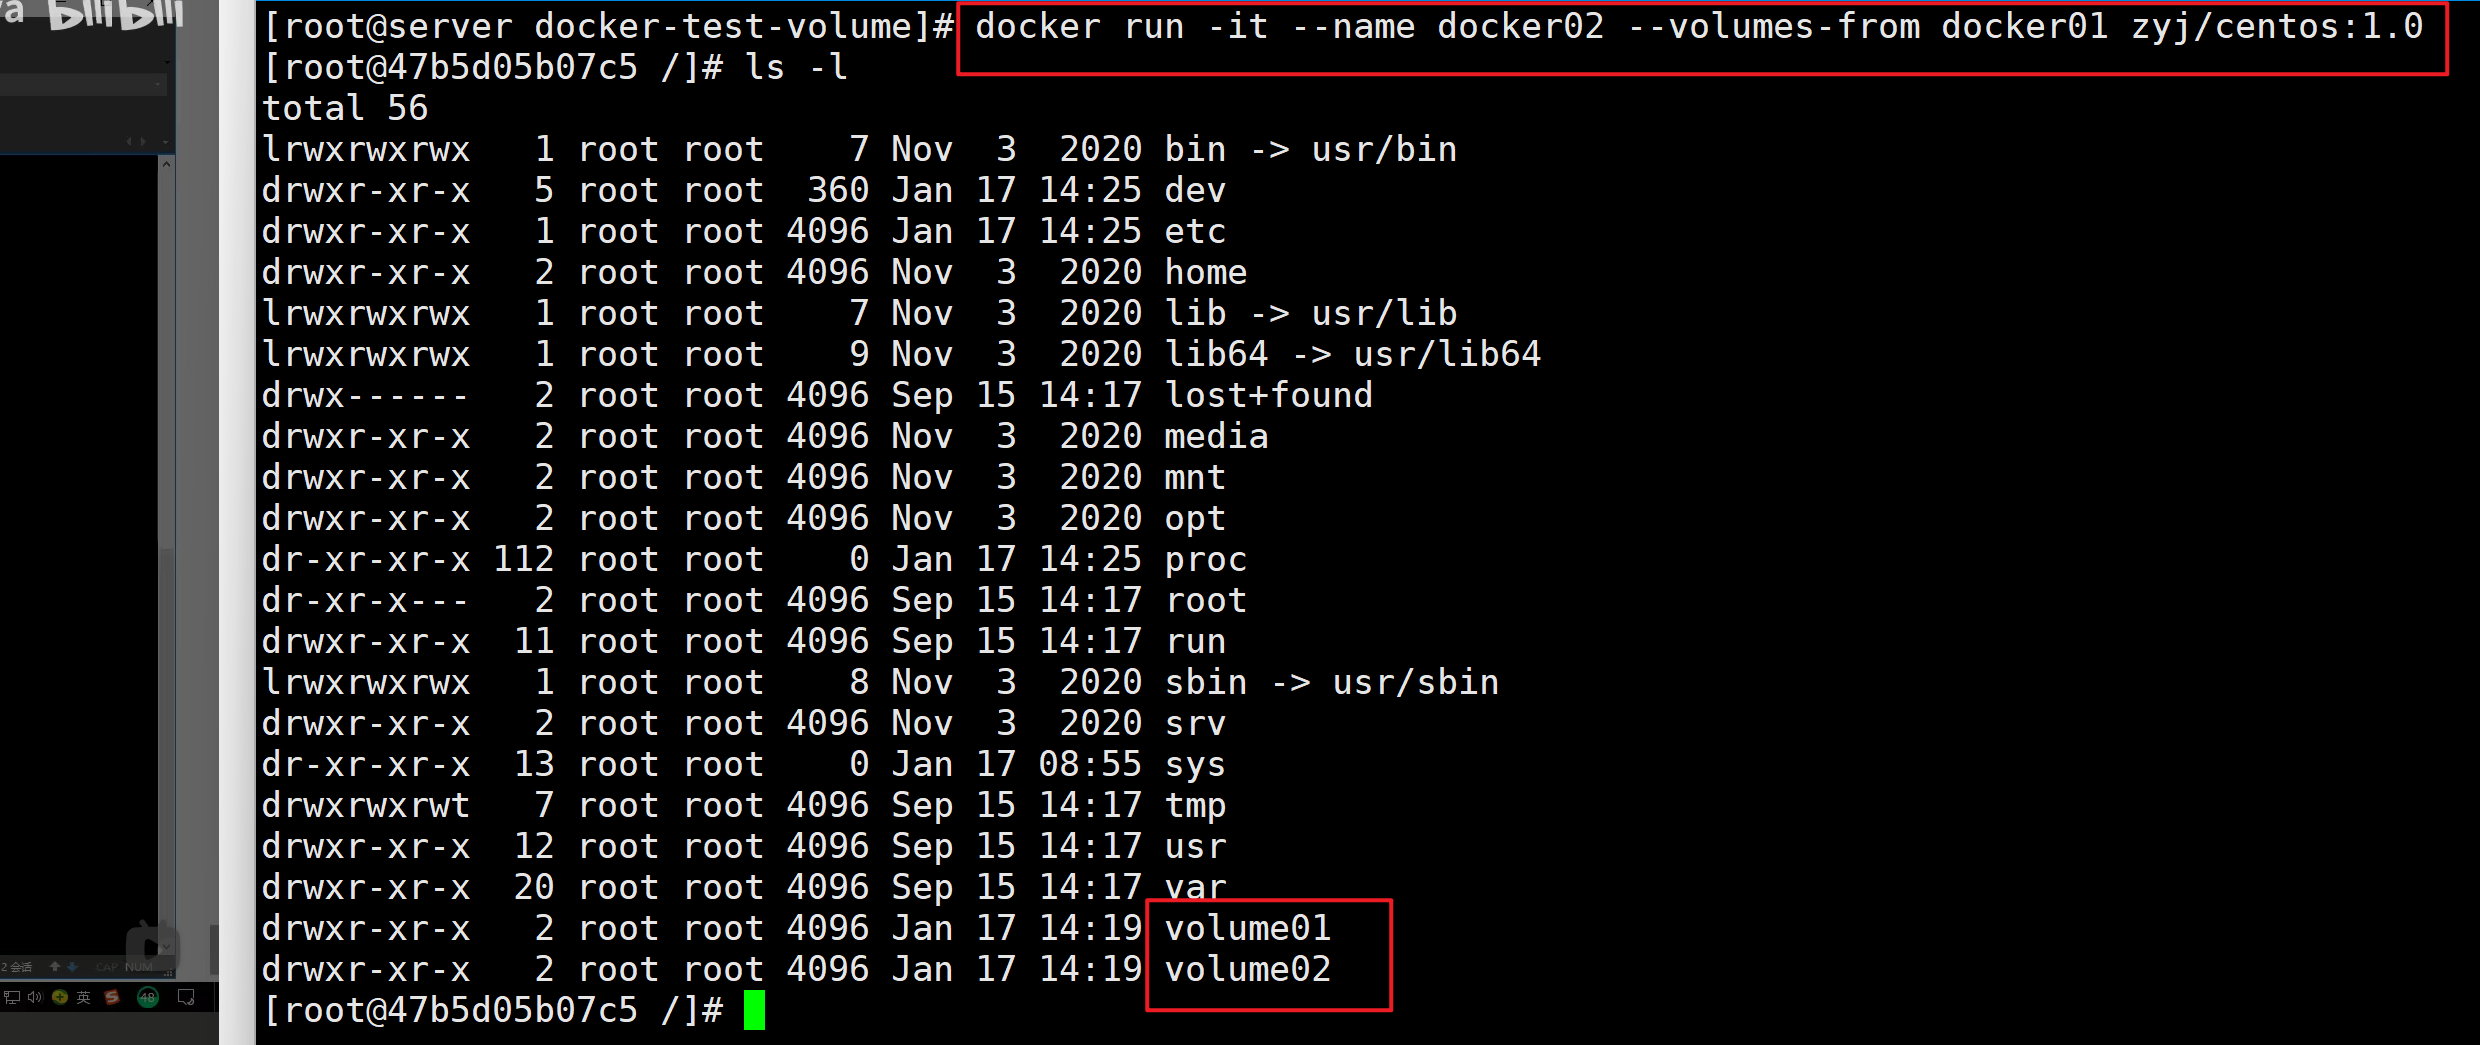 bilibili
[root@server docker-test-volume]# docker run -it --name docker02 --volumes-from docker01 zyj/centos:1.0
[root@47b5d05b07c5 /]# ls -l
total 56
lrwxrwxrwx   1 root root    7 Nov  3  2020 bin -> usr/bin
drwxr-xr-x   5 root root  360 Jan 17 14:25 dev
drwxr-xr-x   1 root root 4096 Jan 17 14:25 etc
drwxr-xr-x   2 root root 4096 Nov  3  2020 home
lrwxrwxrwx   1 root root    7 Nov  3  2020 lib -> usr/lib
lrwxrwxrwx   1 root root    9 Nov  3  2020 lib64 -> usr/lib64
drwx------   2 root root 4096 Sep 15 14:17 lost+found
drwxr-xr-x   2 root root 4096 Nov  3  2020 media
drwxr-xr-x   2 root root 4096 Nov  3  2020 mnt
drwxr-xr-x   2 root root 4096 Nov  3  2020 opt
dr-xr-xr-x 112 root root    0 Jan 17 14:25 proc
dr-xr-x---   2 root root 4096 Sep 15 14:17 root
drwxr-xr-x  11 root root 4096 Sep 15 14:17 run
lrwxrwxrwx   1 root root    8 Nov  3  2020 sbin -> usr/sbin
drwxr-xr-x   2 root root 4096 Nov  3  2020 srv
dr-xr-xr-x  13 root root    0 Jan 17 08:55 sys
drwxrwxrwt   7 root root 4096 Sep 15 14:17 tmp
drwxr-xr-x  12 root root 4096 Sep 15 14:17 usr
drwxr-xr-x  20 root root 4096 Sep 15 14:17 var
drwxr-xr-x   2 root root 4096 Jan 17 14:19 volume01
drwxr-xr-x   2 root root 4096 Jan 17 14:19 volume02
[root@47b5d05b07c5 /]#
2 会话 CAP NUM
英 48